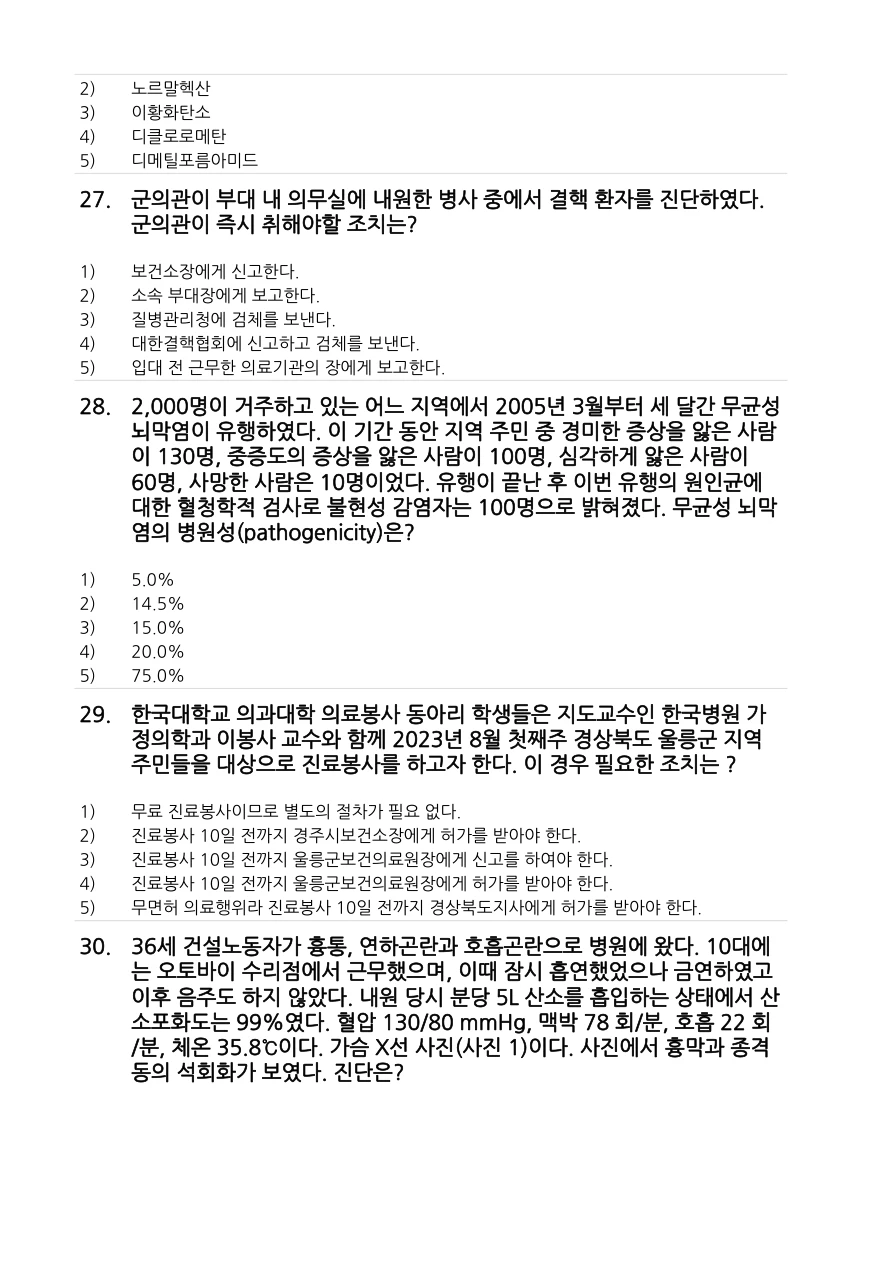 2) 노르말헥산
3) 이황화탄소
4) 디클로로메탄
5) 디메틸포름아미드
27. 군의관이 부대 내 의무실에 내원한 병사 중에서 결핵 환자를 진단하였다.
군의관이 즉시 취해야할 조치는?
1) 보건소장에게 신고한다.
2) 소속 부대장에게 보고한다.
3) 질병관리청에 검체를 보낸다.
4) 대한결핵협회에 신고하고 검체를 보낸다.
5) 입대 전 근무한 의료기관의 장에게 보고한다.
28. 2,000명이 거주하고 있는 어느 지역에서 2005년 3월부터 세 달간 무균성
뇌막염이 유행하였다. 이 기간 동안 지역 주민 중 경미한 증상을 앓은 사람
이 130명, 중증도의 증상을 앓은 사람이 100명, 심각하게 앓은 사람이
60명, 사망한 사람은 10명이었다. 유행이 끝난 후 이번 유행의 원인균에
대한 혈청학적 검사로 불현성 감염자는 100명으로 밝혀졌다. 무균성 뇌막
염의 병원성(pathogenicity)은?
1) 5.0%
2) 14.5%
3) 15.0%
4) 20.0%
5) 75.0%
29. 한국대학교 의과대학 의료봉사 동아리 학생들은 지도교수인 한국병원 가
정의학과 이봉사 교수와 함께 2023년 8월 첫째주 경상북도 울릉군 지역
주민들을 대상으로 진료봉사를 하고자 한다. 이 경우 필요한 조치는 ?
1) 무료 진료봉사이므로 별도의 절차가 필요 없다.
2) 진료봉사 10일 전까지 경주시보건소장에게 허가를 받아야 한다.
3) 진료봉사 10일 전까지 울릉군보건의료원장에게 신고를 하여야 한다.
4) 진료봉사 10일 전까지 울릉군보건의료원장에게 허가를 받아야 한다.
5) 무면허 의료행위라 진료봉사 10일 전까지 경상북도지사에게 허가를 받아야 한다.
30. 36세 건설노동자가 흉통, 연하곤란과 호흡곤란으로 병원에 왔다. 10대에
는 오토바이 수리점에서 근무했으며, 이때 잠시 흡연했었으나 금연하였고
이후 음주도 하지 않았다. 내원 당시 분당 5L 산소를 흡입하는 상태에서 산
소포화도는 99%였다. 혈압 130/80 mmHg, 맥박 78 회/분, 호흡 22 회
/분, 체온 35.8℃이다. 가슴 X선 사진(사진 1)이다. 사진에서 흉막과 종격
동의 석회화가 보였다. 진단은?